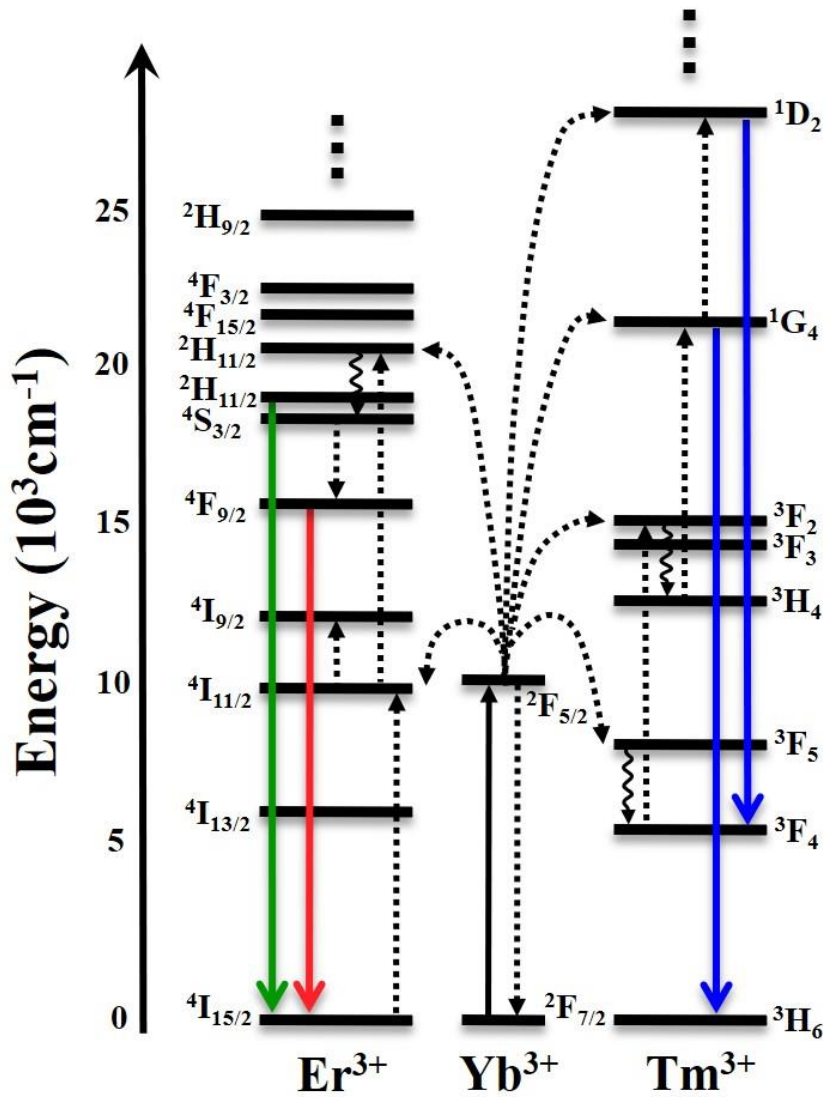 Energy (10³cm⁻¹)
25
20
15
10
5
0
²H₉/₂
⁴F₃/₂
⁴F₁₅/₂
²H₁₁/₂
²H₁₁/₂
⁴S₃/₂
⁴F₉/₂
⁴I₉/₂
⁴I₁₁/₂
⁴I₁₃/₂
⁴I₁₅/₂
Er³⁺
²F₅/₂
²F₇/₂
Yb³⁺
¹D₂
¹G₄
³F₂
³F₃
³H₄
³F₅
³F₄
³H₆
Tm³⁺